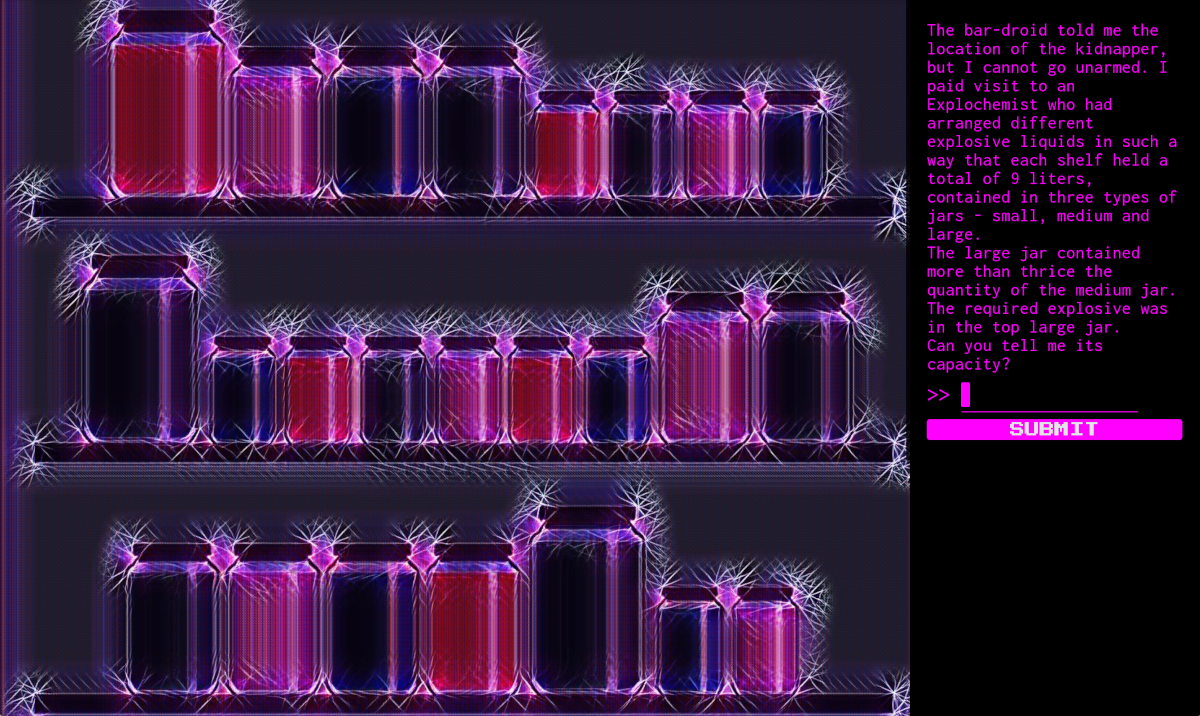 The bar-droid told me the
location of the kidnapper,
but I cannot go unarmed. I
paid visit to an
Explochemist who had
arranged different
explosive liquids in such a
way that each shelf held a
total of 9 liters,
contained in three types of
jars - small, medium and
large.
The large jar contained
more than thrice the
quantity of the medium jar.
The required explosive was
in the top large jar.
Can you tell me its
capacity?
>>
SUBMIT